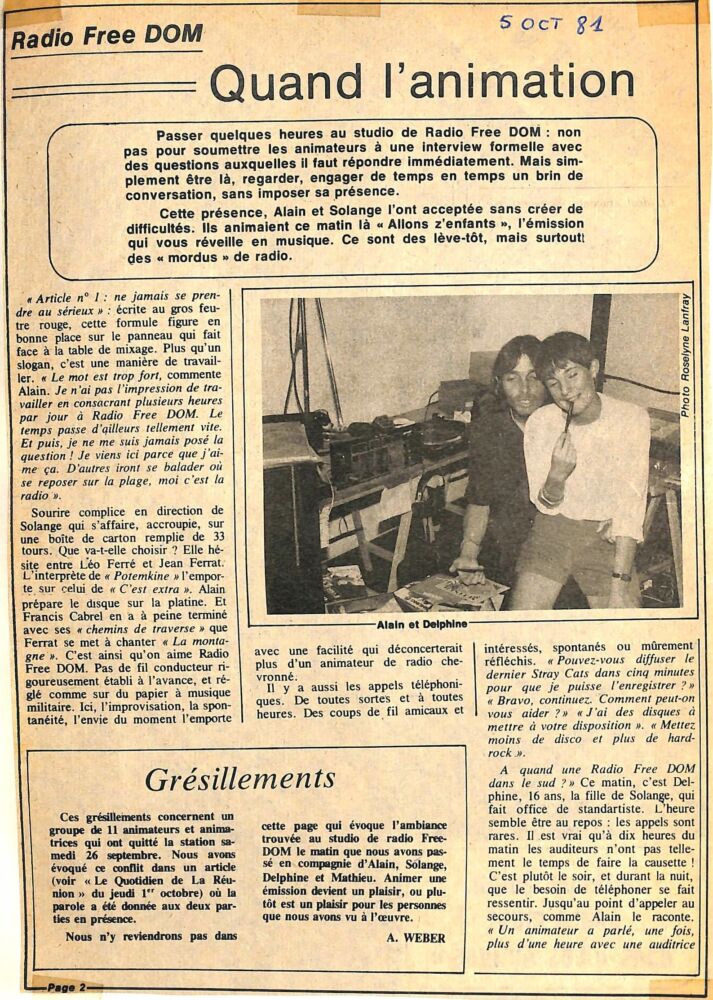 Radio Free DOM
5 OCT 81
Quand l'animation
Passer quelques heures au studio de Radio Free DOM : non
pas pour soumettre les animateurs à une interview formelle avec
des questions auxquelles il faut répondre immédiatement. Mais sim-
plement être là, regarder, engager de temps en temps un brin de
conversation, sans imposer sa présence.
Cette présence, Alain et Solange l'ont acceptée sans créer de
difficultés. Ils animaient ce matin là « Allons z'enfants », l'émission
qui vous réveille en musique. Ce sont des lève-tôt, mais surtout
des « mordus » de radio.
« Article n° 1 : ne jamais se pren-
dre au sérieux » : écrite au gros feu-
tre rouge, cette formule figure en
bonne place sur le panneau qui fait
face à la table de mixage. Plus qu'un
slogan, c'est une manière de travail-
ler. « Le mot est trop fort, commente
Alain. Je n'ai pas l'impression de tra-
vailler en consacrant plusieurs heures
par jour à Radio Free DOM. Le
temps passe d'ailleurs tellement vite.
Et puis, je ne me suis jamais posé la
question ! Je viens ici parce que j'ai-
me ça. D'autres iront se balader où
se reposer sur la plage, moi c'est la
radio ».
Sourire complice en direction de
Solange qui s'affaire, accroupie, sur
une boîte de carton remplie de 33
tours. Que va-t-elle choisir ? Elle hé-
site entre Léo Ferré et Jean Ferrat.
L'interprète de « Potemkine » l'empor-
te sur celui de « C'est extra ». Alain
prépare le disque sur la platine. Et
Francis Cabrel en a à peine terminé
avec ses « chemins de traverse » que
Ferrat se met à chanter « La monta-
gne ». C'est ainsi qu'on aime Radio
Free DOM. Pas de fil conducteur ri-
goureusement établi à l'avance, et ré-
glé comme sur du papier à musique
militaire. Ici, l'improvisation, la spon-
tanéité, l'envie du moment l'emporte
Photo Roselyne Lanfray
Alain et Delphine
avec une facilité qui déconcerterait
plus d'un animateur de radio che-
vronné.
Il y a aussi les appels téléphoni-
ques. De toutes sortes et à toutes
heures. Des coups de fil amicaux et
intéressés, spontanés ou mûrement
réfléchis. « Pouvez-vous diffuser le
dernier Stray Cats dans cinq minutes
pour que je puisse l'enregistrer ? »
« Bravo, continuez. Comment peut-on
vous aider ? » « J'ai des disques à
mettre à votre disposition ». « Mettez
moins de disco et plus de hard-
rock ».
A quand une Radio Free DOM
dans le sud ? » Ce matin, c'est Del-
phine, 16 ans, la fille de Solange, qui
fait office de standartiste. L'heure
semble être au repos : les appels sont
rares. Il est vrai qu'à dix heures du
matin les auditeurs n'ont pas telle-
ment le temps de faire la causette !
C'est plutôt le soir, et durant la nuit,
que le besoin de téléphoner se fait
ressentir. Jusqu'au point d'appeler au
secours, comme Alain le raconte.
« Un animateur a parlé, une fois,
plus d'une heure avec une auditrice
Grésillements
Ces grésillements concernent un
groupe de 11 animateurs et anima-
trices qui ont quitté la station sa-
medi 26 septembre. Nous avons
évoqué ce conflit dans un article
(voir « Le Quotidien de La Réu-
nion » du jeudi 1er octobre) où la
parole a été donnée aux deux par-
ties en présence.
Nous n'y reviendrons pas dans
cette page qui évoque l'ambiance
trouvée au studio de radio Free-
DOM le matin que nous avons pas-
sé en compagnie d'Alain, Solange,
Delphine et Mathieu. Animer une
émission devient un plaisir, ou plu-
tôt est un plaisir pour les personnes
que nous avons vu à l'œuvre.
A. WEBER
Page 2